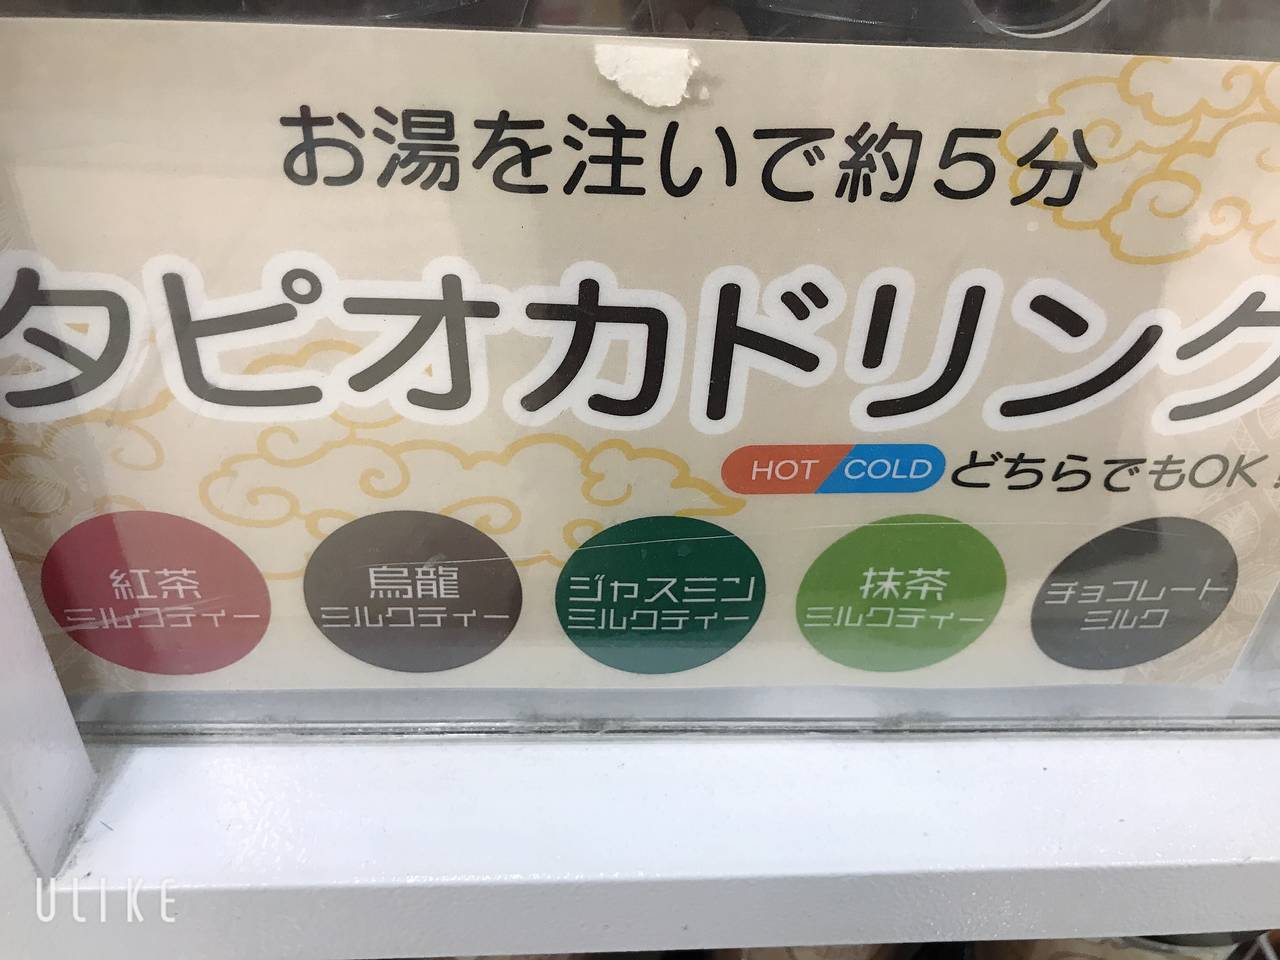 お湯を注いで約5分
タピオカドリンク
HOT COLD どちらでもOK!
紅茶
ミルクティー
烏龍
ミルクティー
ジャスミン
ミルクティー
抹茶
ミルクティー
チョコレート
ミルク
ULIKE